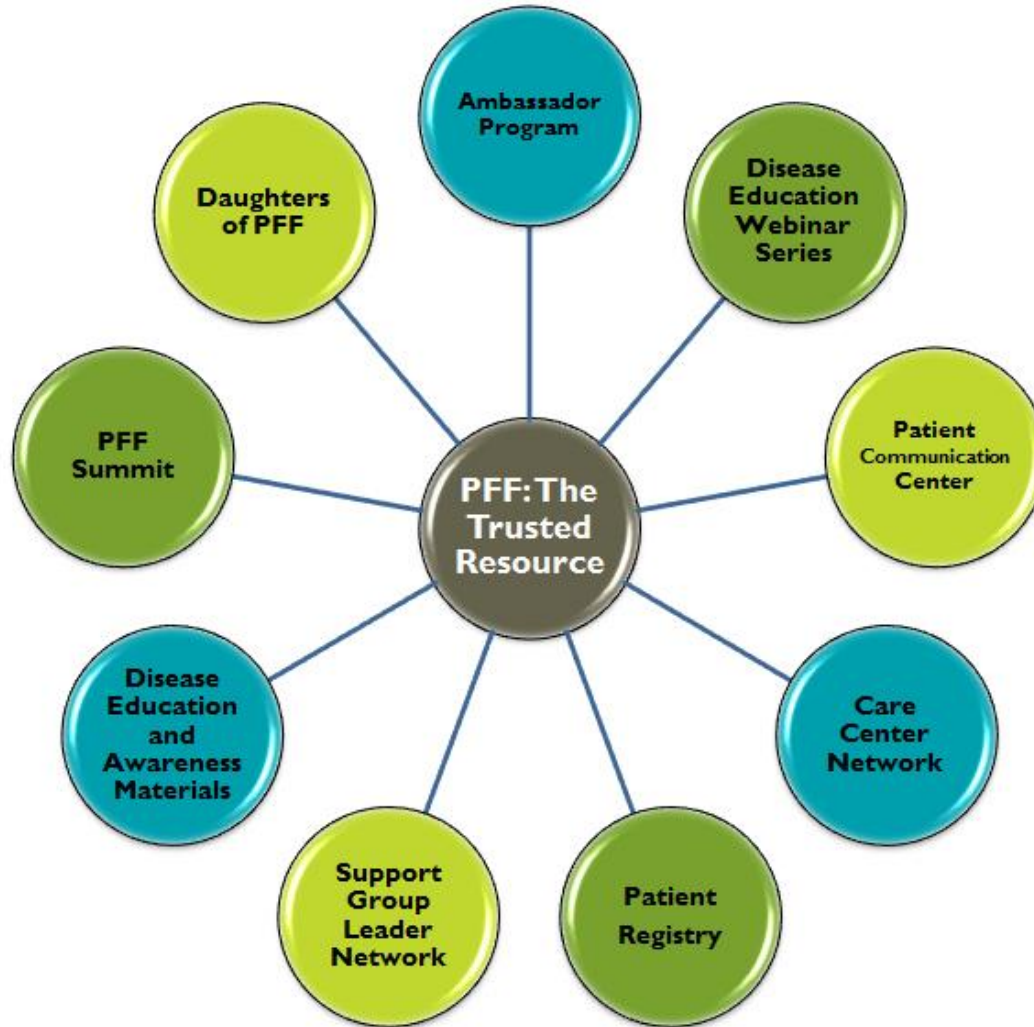 Ambassador
Program
Disease
Education
Webinar
Series
Patient
Communication
Center
Care
Center
Network
Patient
Registry
Support
Group
Leader
Network
Disease
Education
and
Awareness
Materials
PFF
Summit
Daughters
of PFF
PFF: The
Trusted
Resource